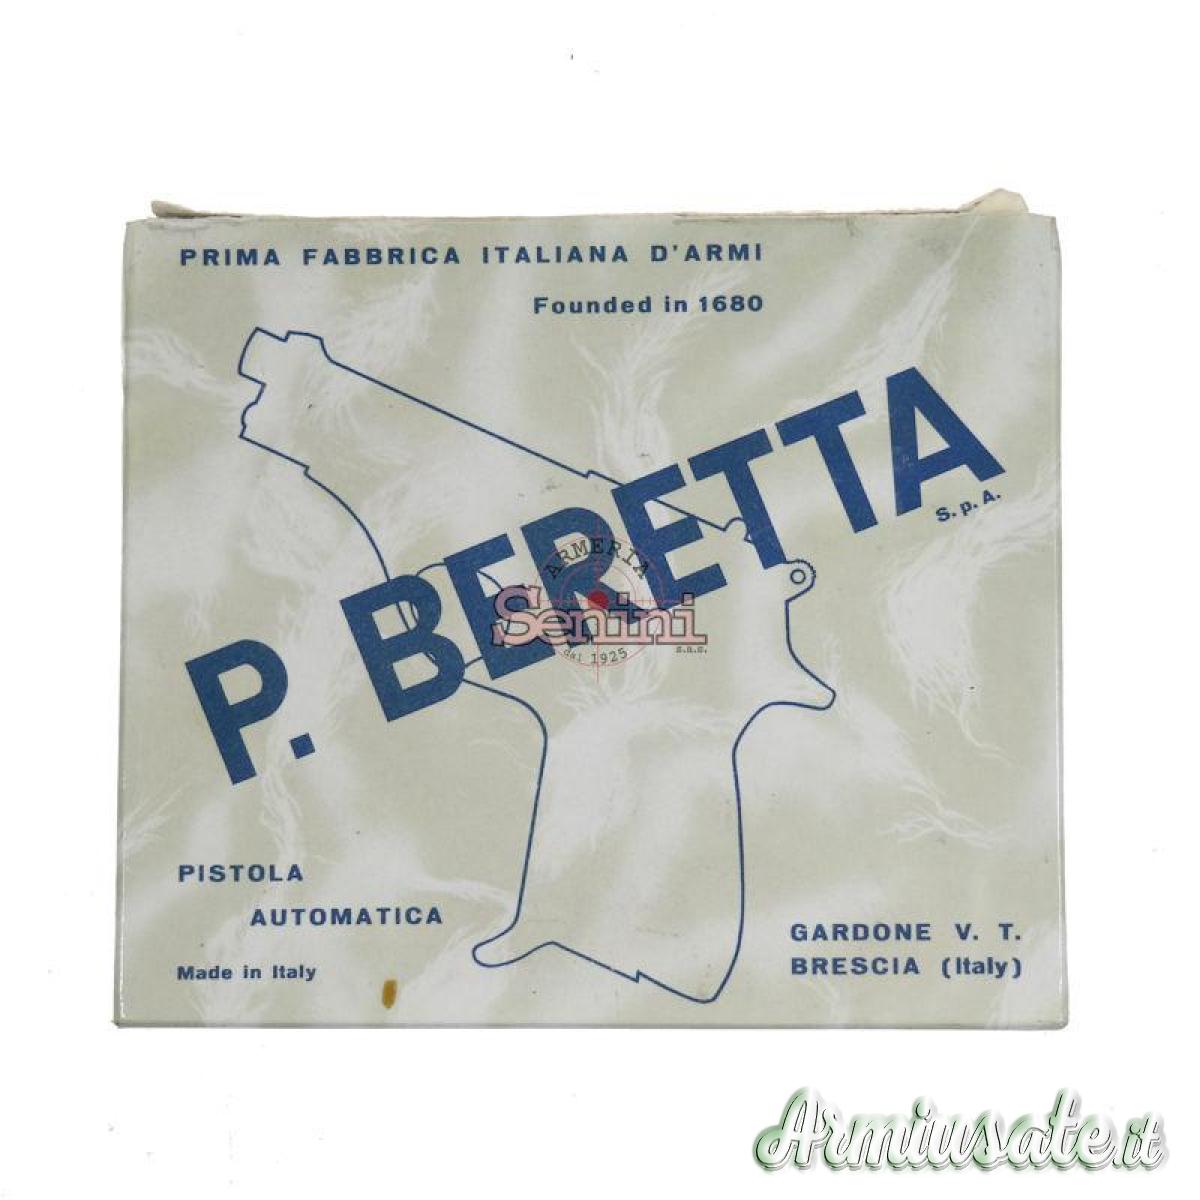 PRIMA FABBRICA ITALIANA D'ARMI
Founded in 1680
P. BERETTA
S.p.A.
ARMERIA
Senini
s.a.s.
dal 1925
PISTOLA
AUTOMATICA
Made in Italy
GARDONE V. T.
BRESCIA (Italy)
Armiusate.it